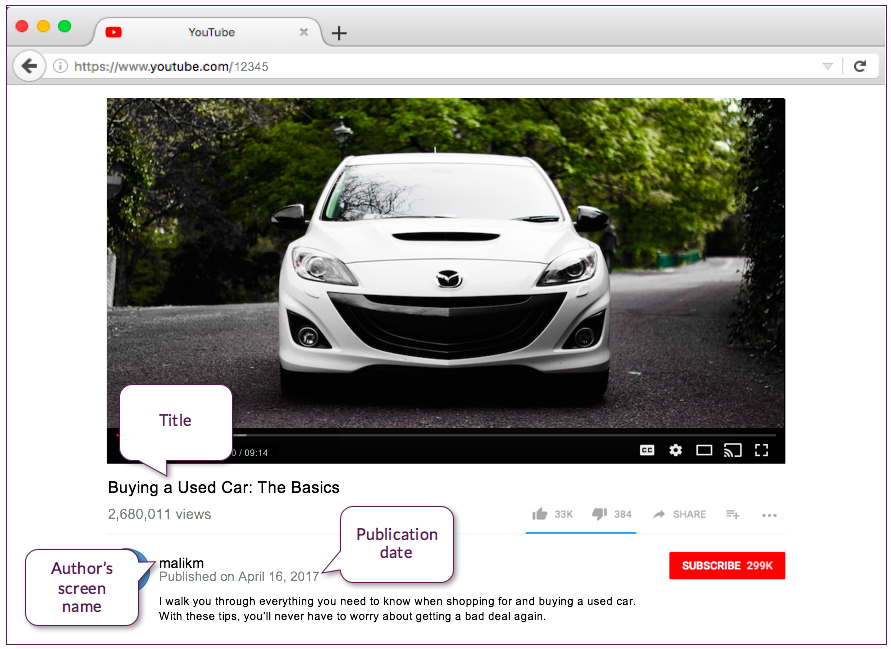 YouTube
https://www.youtube.com/12345
Title
/ 09:14
CC
Buying a Used Car: The Basics
2,680,011 views
33K 384 SHARE
Publication
date
Author's
screen
name
malikm
Published on April 16, 2017
SUBSCRIBE 299K
I walk you through everything you need to know when shopping for and buying a used car.
With these tips, you'll never have to worry about getting a bad deal again.